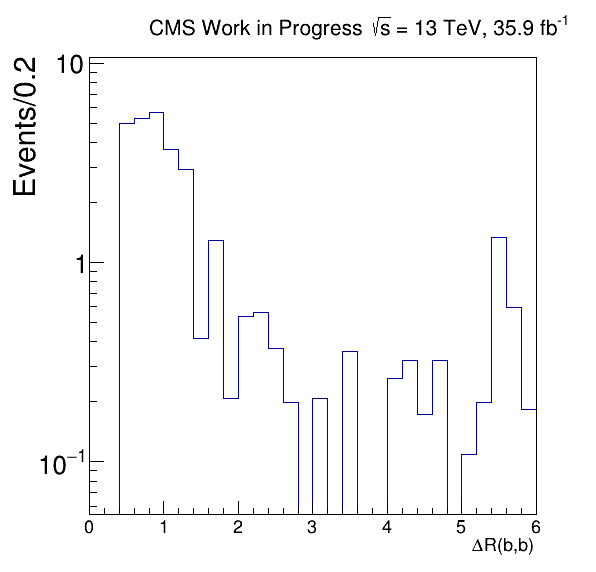 CMS Work in Progress √s = 13 TeV, 35.9 fb⁻¹
Events/0.2
10
1
10⁻¹
0 1 2 3 4 5 6
ΔR(b,b)